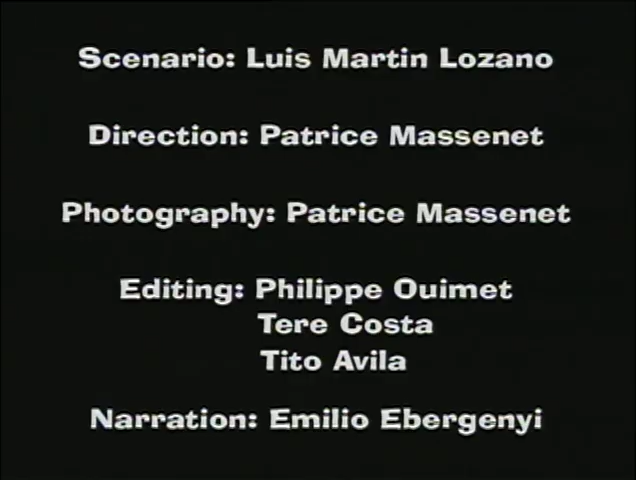 Scenario: Luis Martin Lozano
Direction: Patrice Massenet
Photography: Patrice Massenet
Editing: Philippe Ouimet
Tere Costa
Tito Avila
Narration: Emilio Ebergenyi